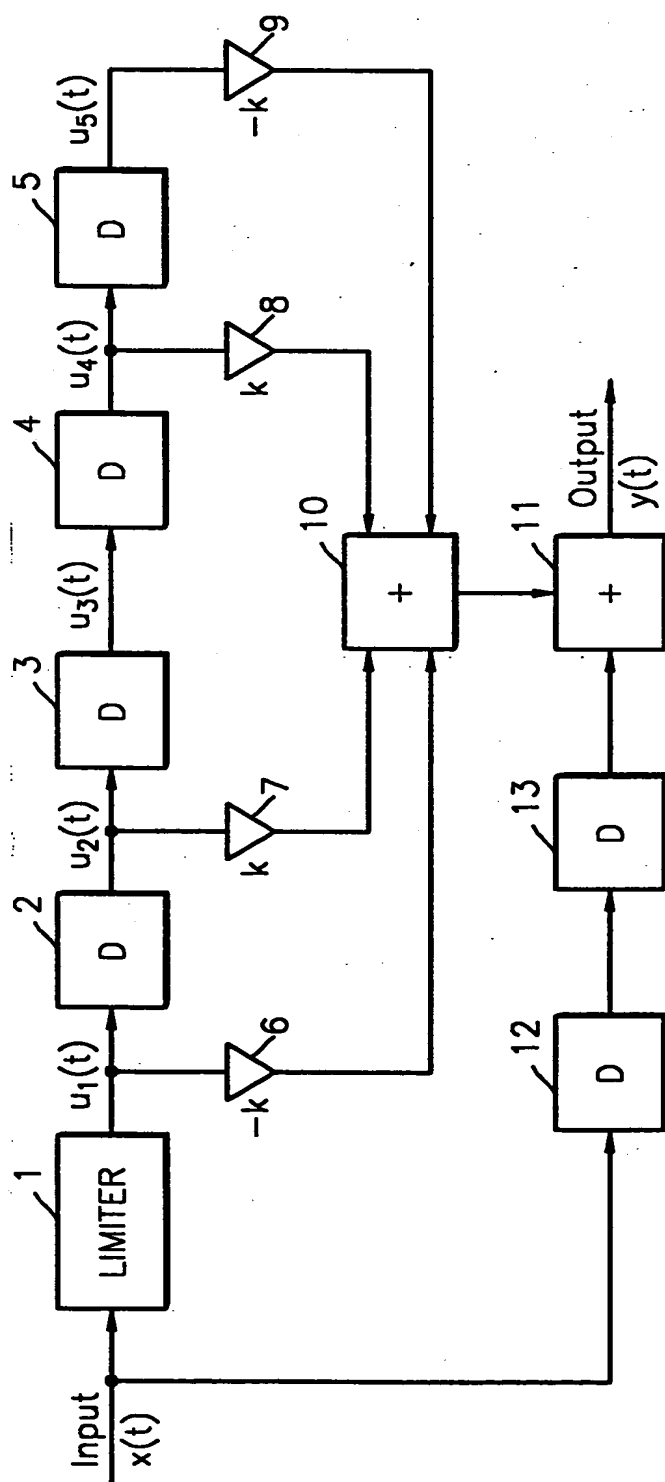 Input
x(t)
1
LIMITER
u1(t)
2
D
u2(t)
3
D
u3(t)
4
D
u4(t)
5
D
u5(t)
6
-k
7
k
8
k
9
-k
10
+
12
D
13
D
11
+
Output
y(t)